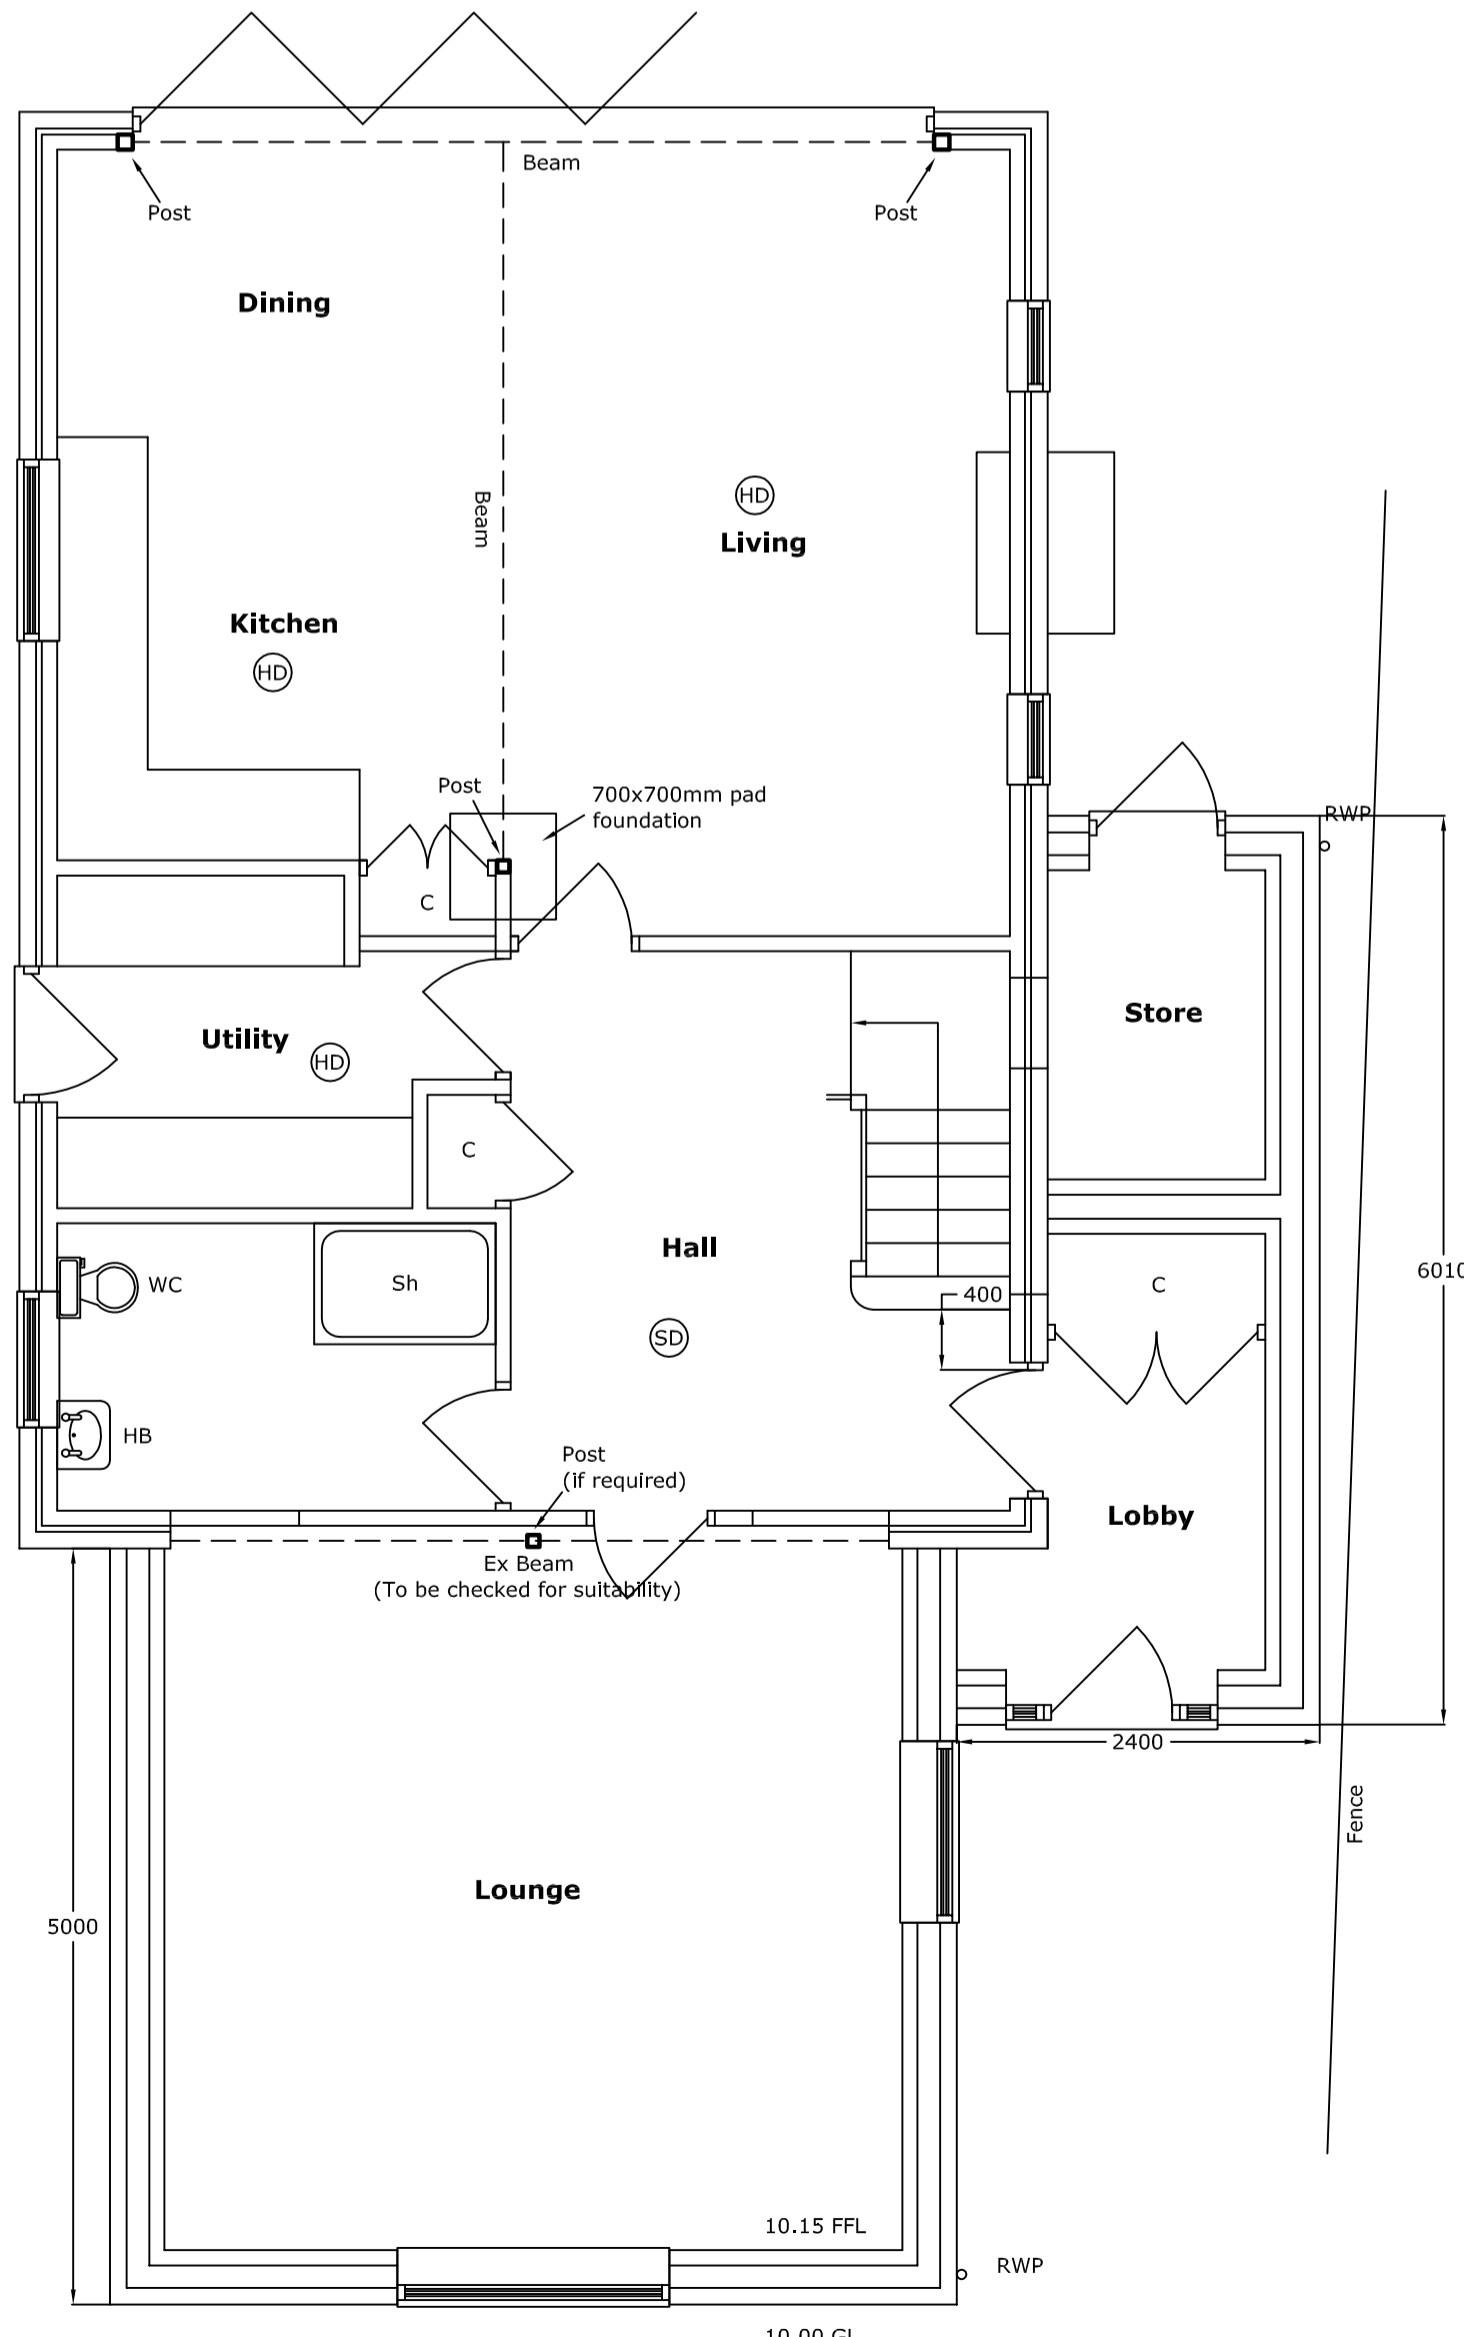 Beam
Post
Post
Dining
Beam
HD
Living
Kitchen
HD
Post
700x700mm pad
foundation
RWP
C
Store
Utility
HD
C
Hall
6010
WC
Sh
400
C
SD
HB
Post
(if required)
Lobby
Ex Beam
(To be checked for suitability)
2400
Fence
Lounge
5000
10.15 FFL
RWP